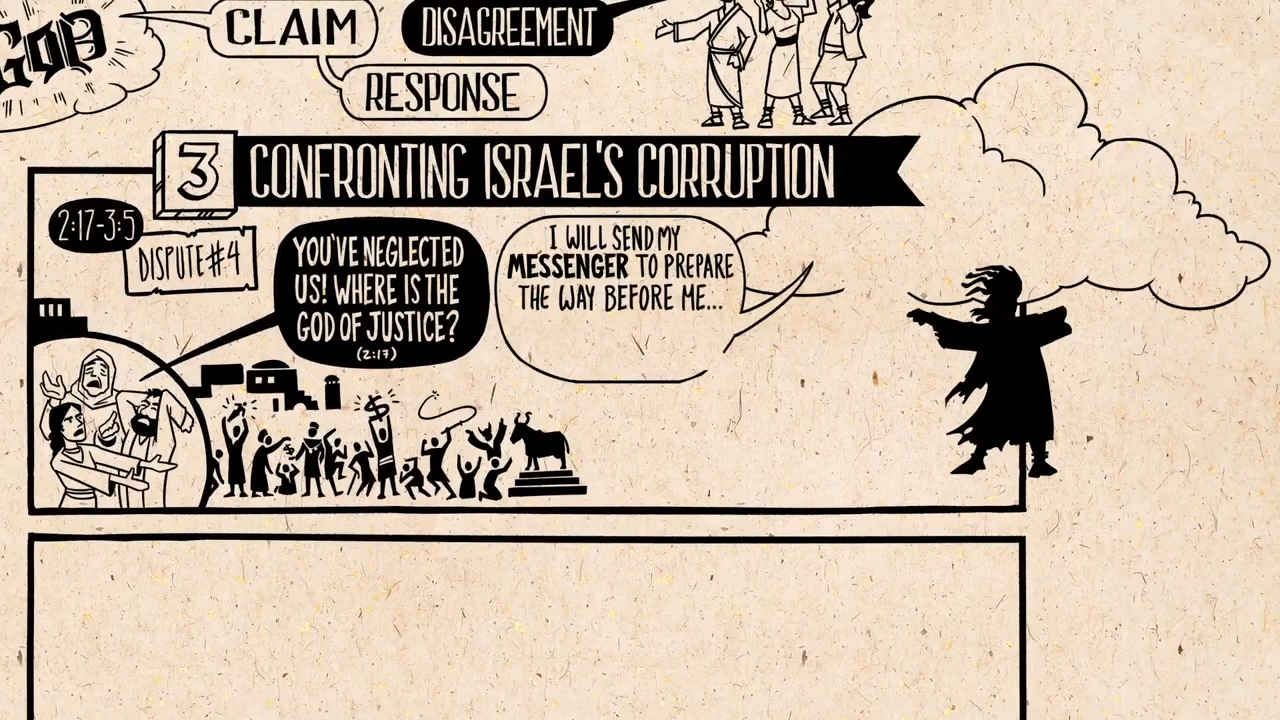 GOD
CLAIM
DISAGREEMENT
RESPONSE
3
CONFRONTING ISRAEL'S CORRUPTION
2:17-3:5
DISPUTE #4
YOU'VE NEGLECTED
US! WHERE IS THE
GOD OF JUSTICE?
(2:17)
I WILL SEND MY
MESSENGER TO PREPARE
THE WAY BEFORE ME...
$
$